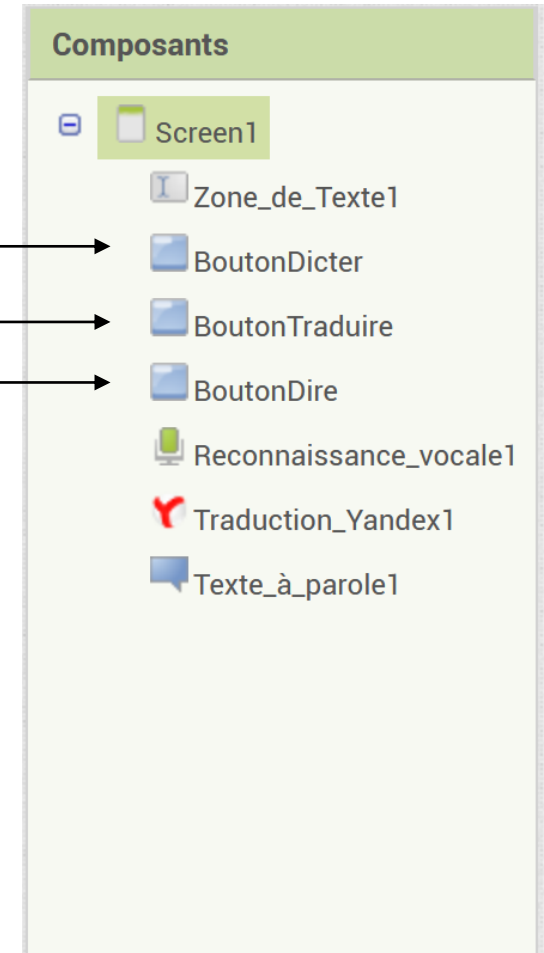 Composants
Screen1
Zone_de_Texte1
BoutonDicter
BoutonTraduire
BoutonDire
Reconnaissance_vocale1
Traduction_Yandex1
Texte_à_parole1